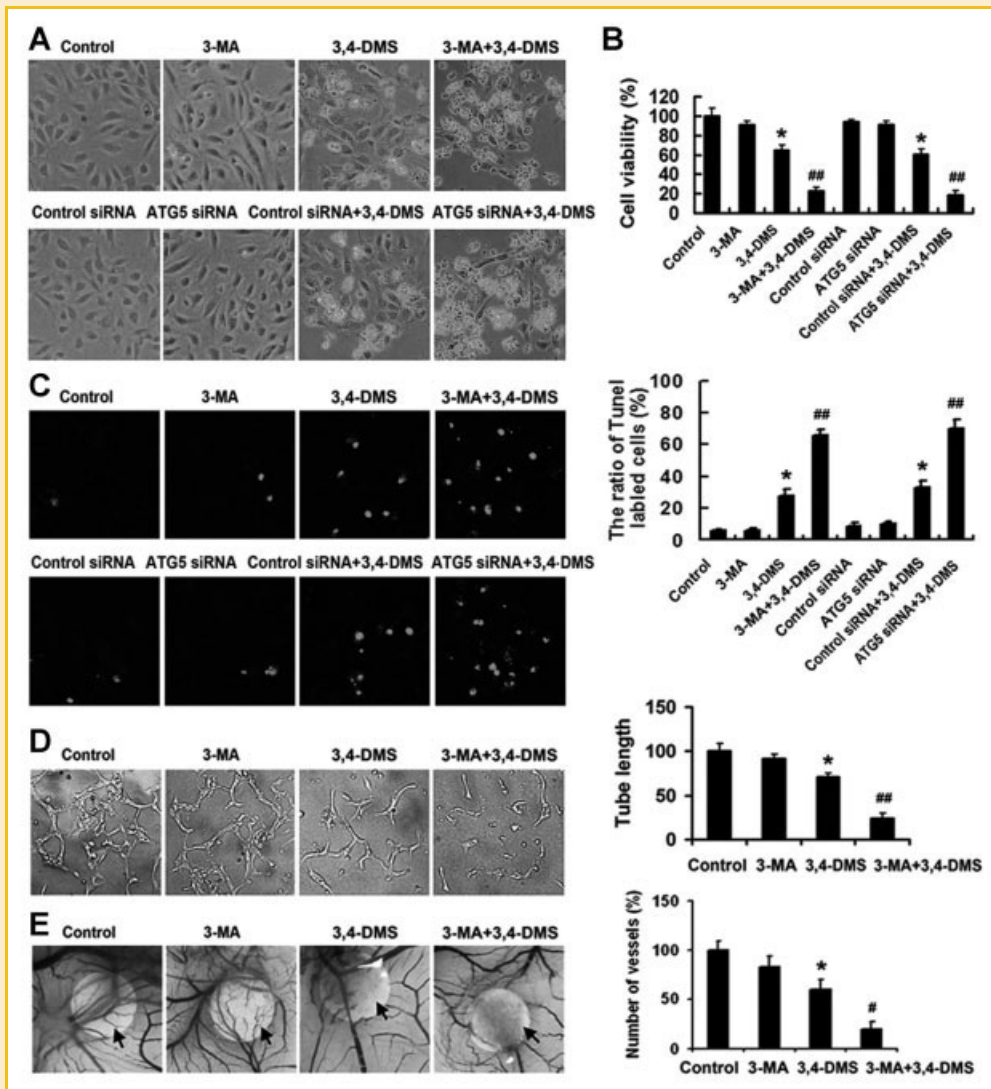 A
Control 3-MA 3,4-DMS 3-MA+3,4-DMS
Control siRNA ATG5 siRNA Control siRNA+3,4-DMS ATG5 siRNA+3,4-DMS
B
Cell viability (%)
120
100
80
60
40
20
0
* ## * ##
Control
3-MA
3,4-DMS
3-MA+3,4-DMS
Control siRNA
ATG5 siRNA
Control siRNA+3,4-DMS
ATG5 siRNA+3,4-DMS
C
Control 3-MA 3,4-DMS 3-MA+3,4-DMS
Control siRNA ATG5 siRNA Control siRNA+3,4-DMS ATG5 siRNA+3,4-DMS
The ratio of Tunel
labled cells (%)
100
80
60
40
20
0
* ## * ##
Control
3-MA
3,4-DMS
3-MA+3,4-DMS
Control siRNA
ATG5 siRNA
Control siRNA+3,4-DMS
ATG5 siRNA+3,4-DMS
D
Control 3-MA 3,4-DMS 3-MA+3,4-DMS
Tube length
150
100
50
0
* ##
Control 3-MA 3,4-DMS 3-MA+3,4-DMS
E
Control 3-MA 3,4-DMS 3-MA+3,4-DMS
Number of vessels (%)
150
100
50
0
* #
Control 3-MA 3,4-DMS 3-MA+3,4-DMS